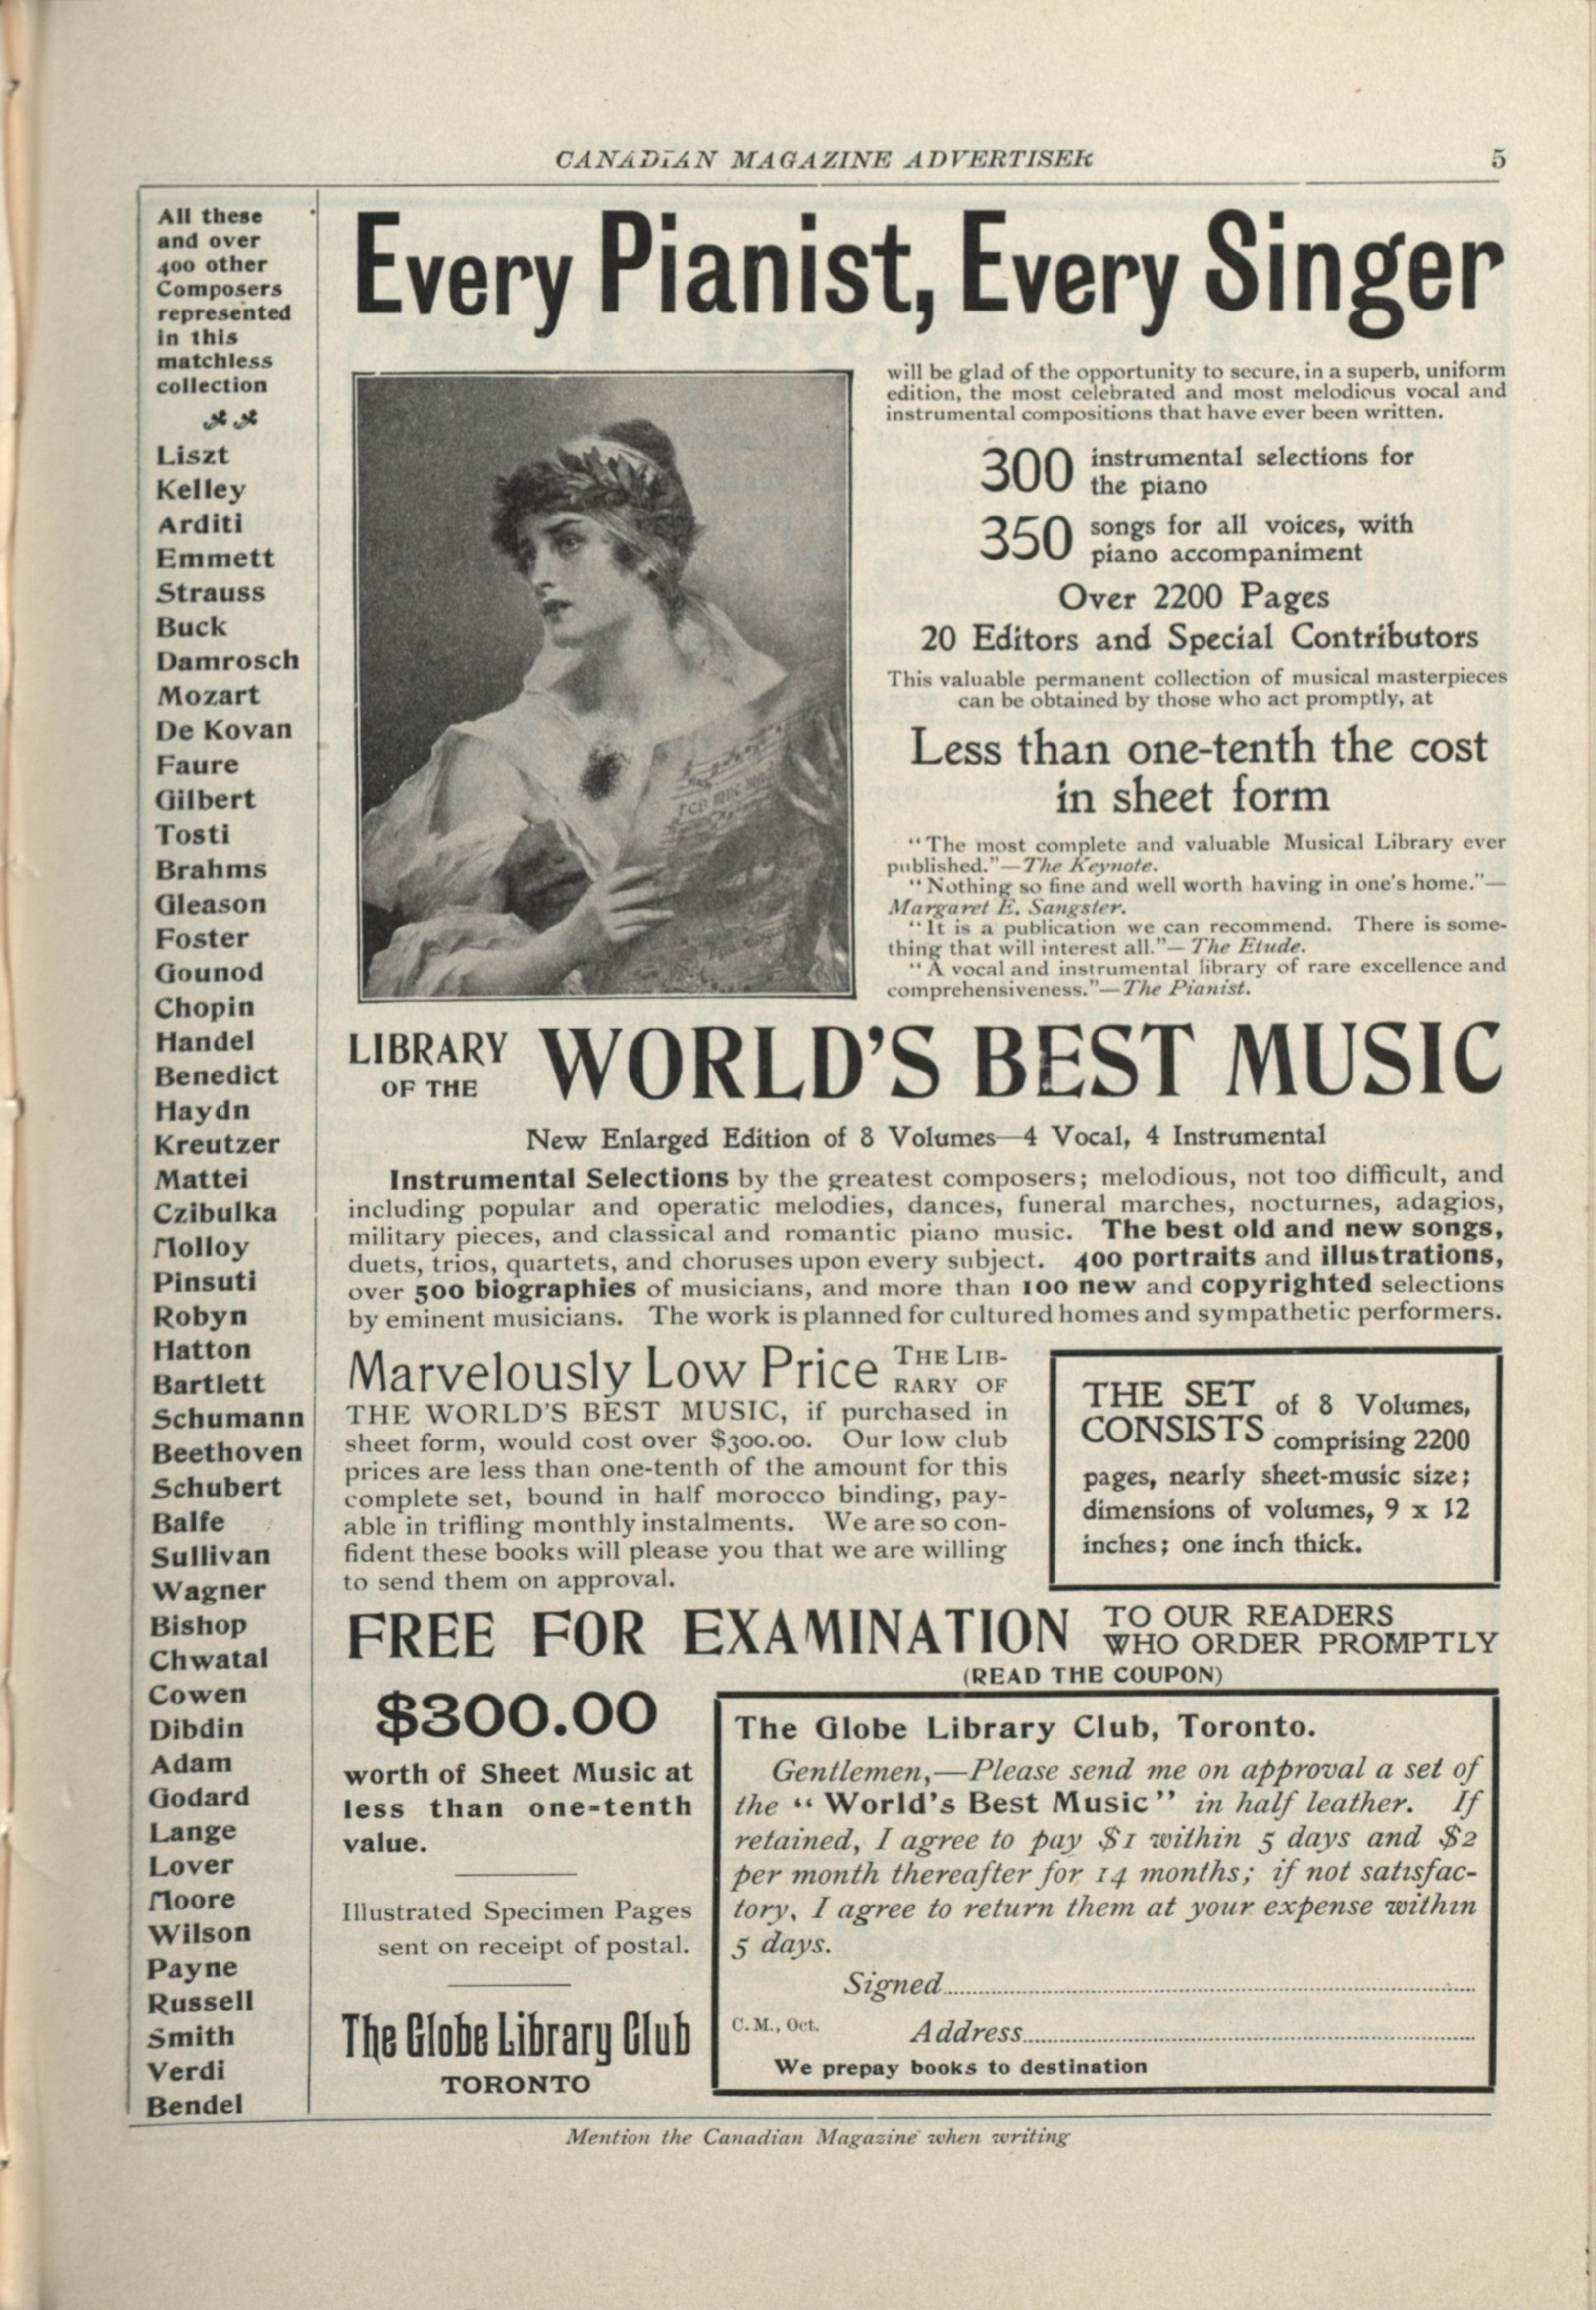 CANADIAN MAGAZINE ADVERTISER
5
All these
and over
400 other
Composers
represented
in this
matchless
collection
Liszt
Kelley
Arditi
Emmett
Strauss
Buck
Damrosch
Mozart
De Kovan
Faure
Gilbert
Tosti
Brahms
Gleason
Foster
Gounod
Chopin
Handel
Benedict
Haydn
Kreutzer
Mattei
Czibulka
Molloy
Pinsuti
Robyn
Hatton
Bartlett
Schumann
Beethoven
Schubert
Balfe
Sullivan
Wagner
Bishop
Chwatal
Cowen
Dibdin
Adam
Godard
Lange
Lover
Moore
Wilson
Payne
Russell
Smith
Verdi
Bendel
Every Pianist, Every Singer
will be glad of the opportunity to secure, in a superb, uniform
edition, the most celebrated and most melodious vocal and
instrumental compositions that have ever been written.
300 instrumental selections for
the piano
350 songs for all voices, with
piano accompaniment
Over 2200 Pages
20 Editors and Special Contributors
This valuable permanent collection of musical masterpieces
can be obtained by those who act promptly, at
Less than one-tenth the cost
in sheet form
"The most complete and valuable Musical Library ever
published."—The Keynote.
"Nothing so fine and well worth having in one's home."—
Margaret E. Sangster.
"It is a publication we can recommend. There is some-
thing that will interest all."—The Etude.
"A vocal and instrumental library of rare excellence and
comprehensiveness."—The Pianist.
LIBRARY
OF THE
WORLD'S BEST MUSIC
New Enlarged Edition of 8 Volumes—4 Vocal, 4 Instrumental
Instrumental Selections by the greatest composers; melodious, not too difficult, and
including popular and operatic melodies, dances, funeral marches, nocturnes, adagios,
military pieces, and classical and romantic piano music. The best old and new songs,
duets, trios, quartets, and choruses upon every subject. 400 portraits and illustrations,
over 500 biographies of musicians, and more than 100 new and copyrighted selections
by eminent musicians. The work is planned for cultured homes and sympathetic performers.
Marvelously Low Price THE LIB-
RARY OF
THE WORLD'S BEST MUSIC, if purchased in
sheet form, would cost over $300.00. Our low club
prices are less than one-tenth of the amount for this
complete set, bound in half morocco binding, pay-
able in trifling monthly instalments. We are so con-
fident these books will please you that we are willing
to send them on approval.
THE SET of 8 Volumes,
CONSISTS comprising 2200
pages, nearly sheet-music size;
dimensions of volumes, 9 x 12
inches; one inch thick.
FREE FOR EXAMINATION
TO OUR READERS
WHO ORDER PROMPTLY
(READ THE COUPON)
$300.00
worth of Sheet Music at
less than one-tenth
value.
Illustrated Specimen Pages
sent on receipt of postal.
The Globe Library Club
TORONTO
The Globe Library Club, Toronto.
Gentlemen,—Please send me on approval a set of
the "World's Best Music" in half leather. If
retained, I agree to pay $1 within 5 days and $2
per month thereafter for 14 months; if not satisfac-
tory, I agree to return them at your expense within
5 days.
Signed
C. M., Oct.
Address
We prepay books to destination
Mention the Canadian Magazine when writing